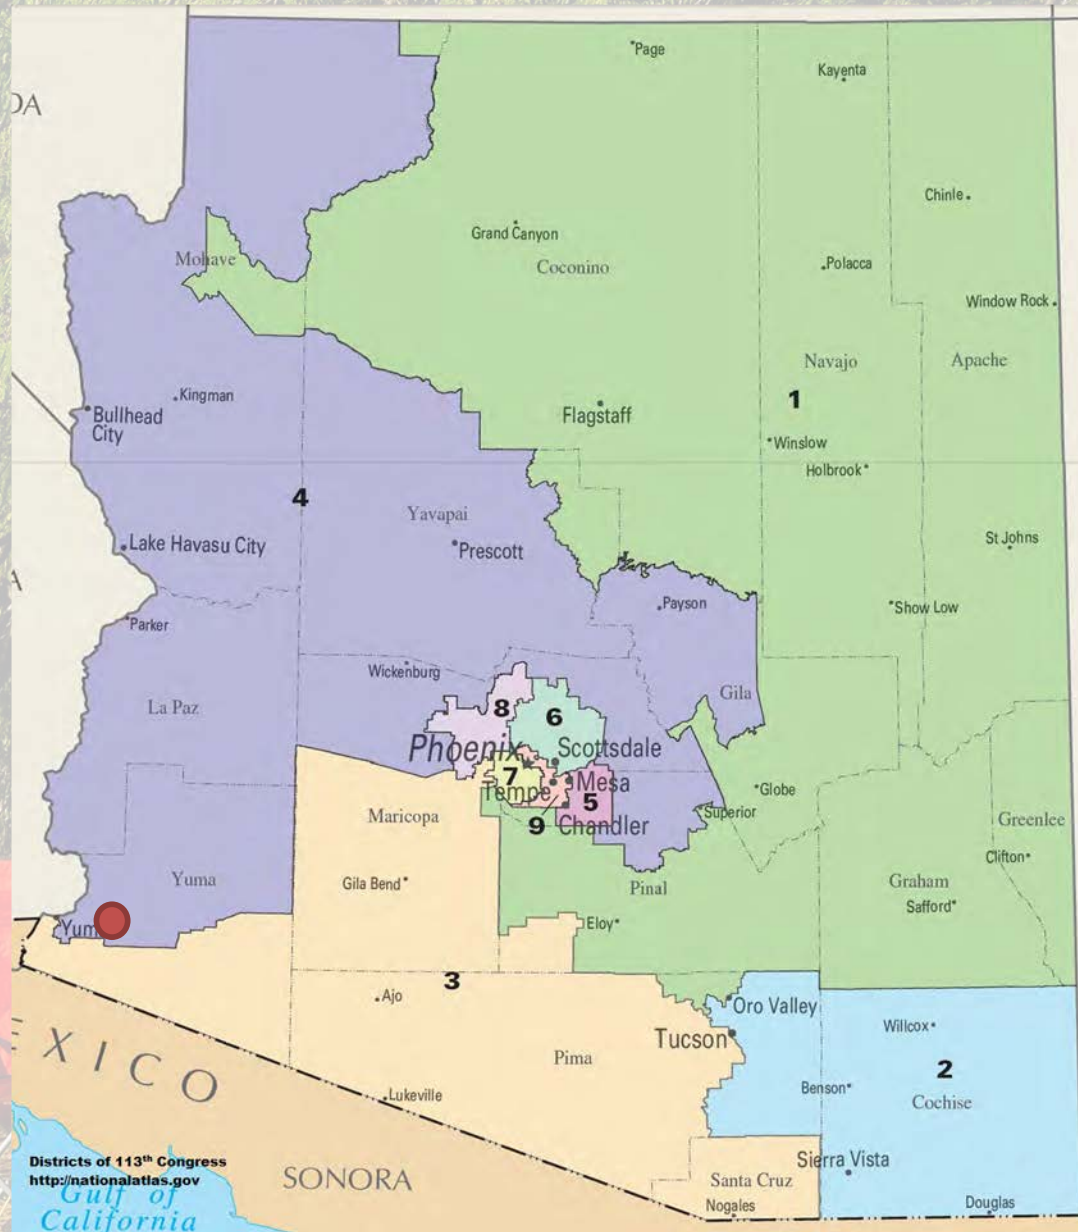 Page
Kayenta
Chinle
Grand Canyon
Mohave
Coconino
Polacca
Window Rock
Navajo
Apache
Kingman
1
Bullhead
City
Flagstaff
Winslow
Holbrook
4
Yavapai
Lake Havasu City
Prescott
St Johns
Payson
Show Low
Parker
Wickenburg
Gila
La Paz
8
6
Phoenix
Scottsdale
7
Mesa
Tempe
5
Globe
Superior
Maricopa
9
Chandler
Greenlee
Clifton
Yuma
Gila Bend
Pinal
Graham
Safford
Eloy
3
Ajo
Oro Valley
Willcox
Tucson
Pima
2
Benson
Cochise
Lukeville
Sierra Vista
SONORA
Santa Cruz
Nogales
Douglas
Districts of 113th Congress
http://nationalatlas.gov
Gulf of
California